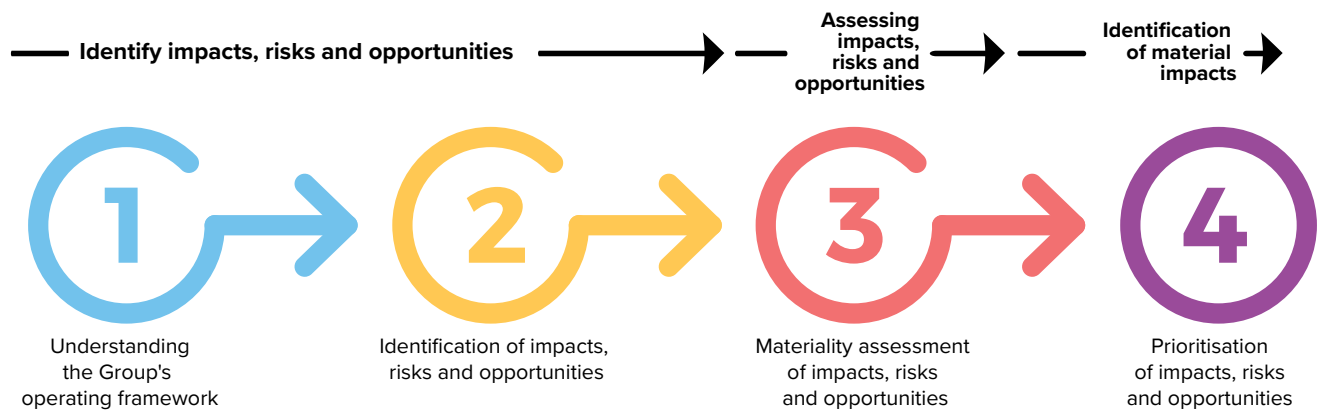 Identify impacts, risks and opportunities
Assessing
impacts,
risks and
opportunities
Identification
of material
impacts
1
2
3
4
Understanding
the Group's
operating framework
Identification of impacts,
risks and opportunities
Materiality assessment
of impacts, risks
and opportunities
Prioritisation
of impacts, risks
and opportunities